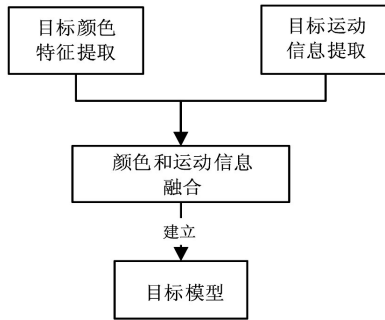 目标颜色
特征提取
目标运动
信息提取
颜色和运动信息
融合
建立
目标模型